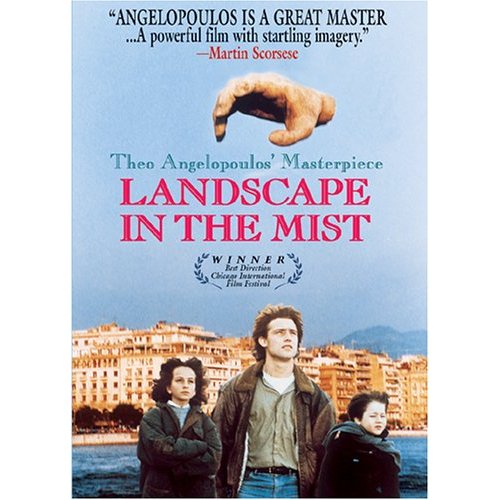 "ANGELOPOULOS IS A GREAT MASTER
...A powerful film with startling imagery."
—Martin Scorsese
Theo Angelopoulos' Masterpiece
LANDSCAPE
IN THE MIST
WINNER
Best Direction
Chicago International
Film Festival